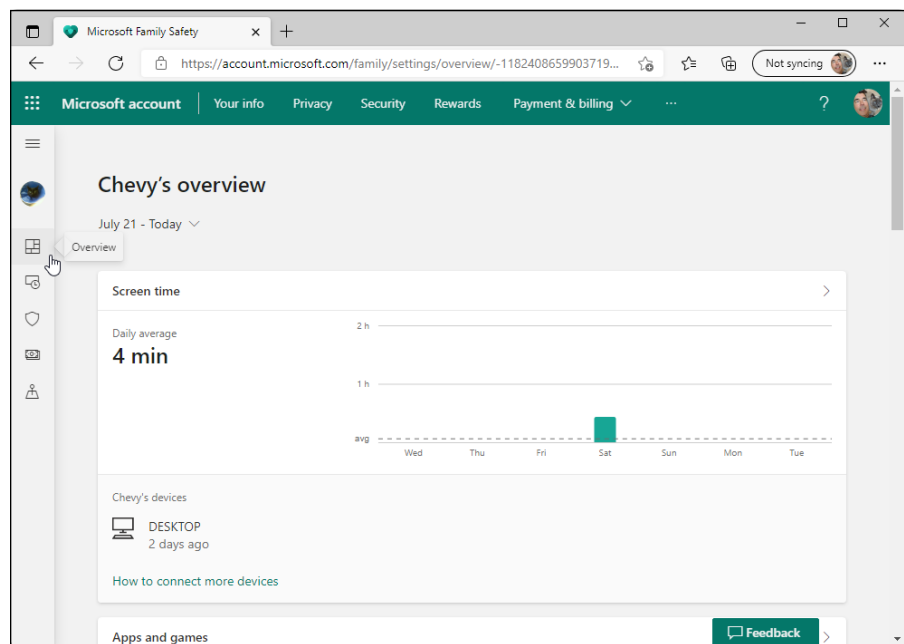 Microsoft Family Safety
https://account.microsoft.com/family/settings/overview/-1182408659903719...
Not syncing
Microsoft account
Your info
Privacy
Security
Rewards
Payment & billing
?
Chevy's overview
July 21 - Today
Overview
Screen time
Daily average
4 min
2 h
1 h
avg
Wed Thu Fri Sat Sun Mon Tue
Chevy's devices
DESKTOP
2 days ago
How to connect more devices
Apps and games
Feedback